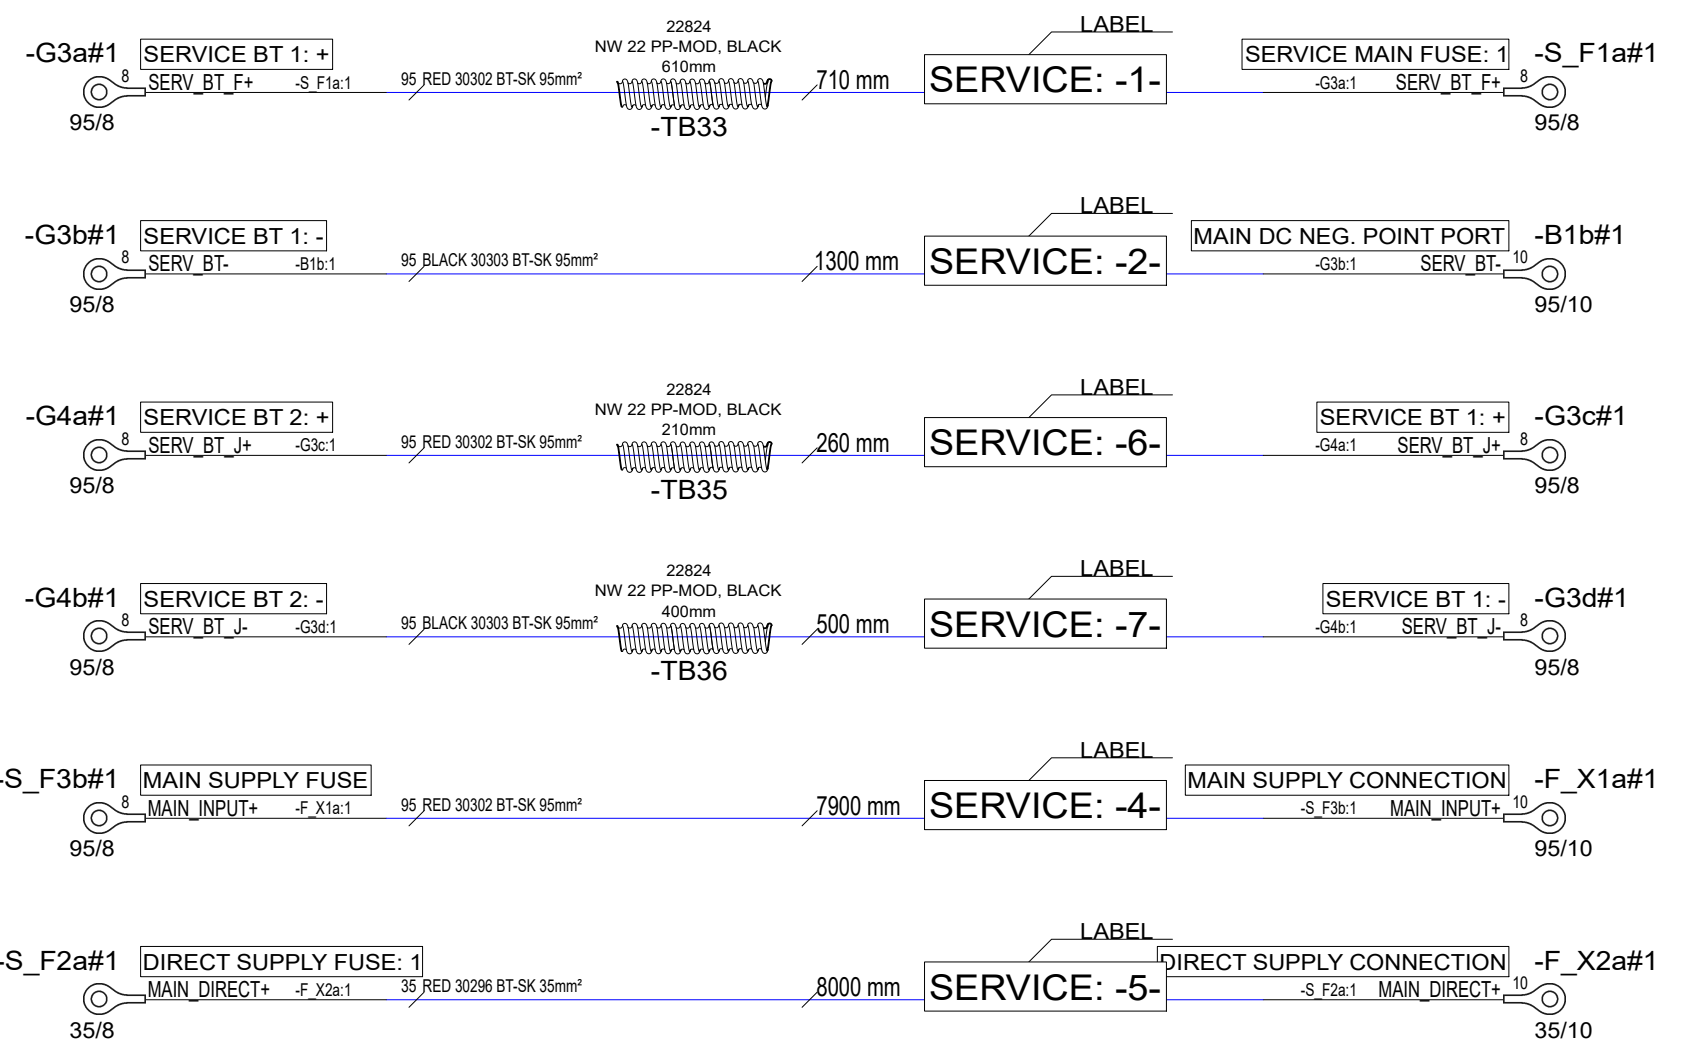 22824
LABEL
-G3a#1 SERVICE BT 1: + NW 22 PP-MOD, BLACK SERVICE MAIN FUSE: 1 -S_F1a#1
610mm
8 SERV_BT_F+ -S_F1a:1 95 RED 30302 BT-SK 95mm² 710 mm SERVICE: -1- -G3a:1 SERV_BT_F+ 8
95/8 -TB33 95/8
LABEL
-G3b#1 SERVICE BT 1: - MAIN DC NEG. POINT PORT -B1b#1
8 SERV_BT- -B1b:1 95 BLACK 30303 BT-SK 95mm² 1300 mm SERVICE: -2- -G3b:1 SERV_BT- 10
95/8 95/10
22824
LABEL
-G4a#1 SERVICE BT 2: + NW 22 PP-MOD, BLACK SERVICE BT 1: + -G3c#1
210mm
8 SERV_BT_J+ -G3c:1 95 RED 30302 BT-SK 95mm² 260 mm SERVICE: -6- -G4a:1 SERV_BT_J+ 8
95/8 -TB35 95/8
22824
LABEL
-G4b#1 SERVICE BT 2: - NW 22 PP-MOD, BLACK SERVICE BT 1: - -G3d#1
400mm
8 SERV_BT_J- -G3d:1 95 BLACK 30303 BT-SK 95mm² 500 mm SERVICE: -7- -G4b:1 SERV_BT_J- 8
95/8 -TB36 95/8
LABEL
-S_F3b#1 MAIN SUPPLY FUSE MAIN SUPPLY CONNECTION -F_X1a#1
8 MAIN_INPUT+ -F_X1a:1 95 RED 30302 BT-SK 95mm² 7900 mm SERVICE: -4- -S_F3b:1 MAIN_INPUT+ 10
95/8 95/10
LABEL
-S_F2a#1 DIRECT SUPPLY FUSE: 1 DIRECT SUPPLY CONNECTION -F_X2a#1
MAIN_DIRECT+ -F_X2a:1 35 RED 30296 BT-SK 35mm² 8000 mm SERVICE: -5- -S_F2a:1 MAIN_DIRECT+ 10
35/8 35/10